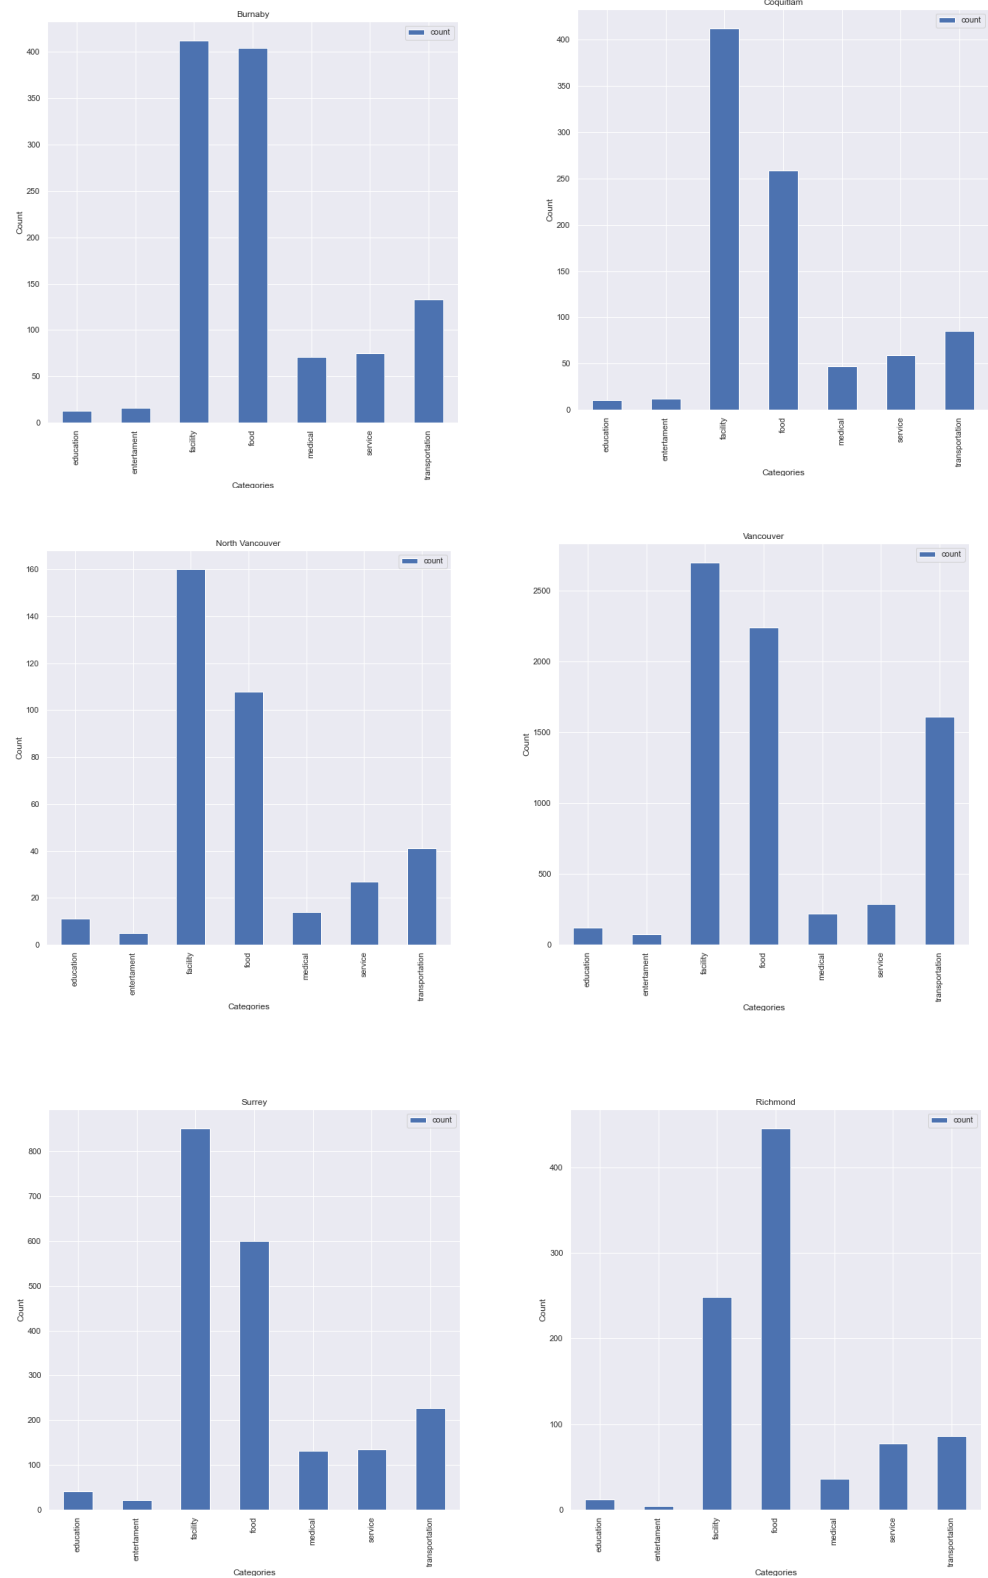 Burnaby
count
400
350
300
250
200
150
100
50
0
Count
education
entertament
facility
food
medical
service
transportation
Categories
Coquitlam
count
400
350
300
250
200
150
100
50
0
Count
education
entertament
facility
food
medical
service
transportation
Categories
North Vancouver
count
160
140
120
100
80
60
40
20
0
Count
education
entertament
facility
food
medical
service
transportation
Categories
Vancouver
count
2500
2000
1500
1000
500
0
Count
education
entertament
facility
food
medical
service
transportation
Categories
Surrey
count
800
700
600
500
400
300
200
100
0
Count
education
entertament
facility
food
medical
service
transportation
Categories
Richmond
count
400
300
200
100
0
Count
education
entertament
facility
food
medical
service
transportation
Categories